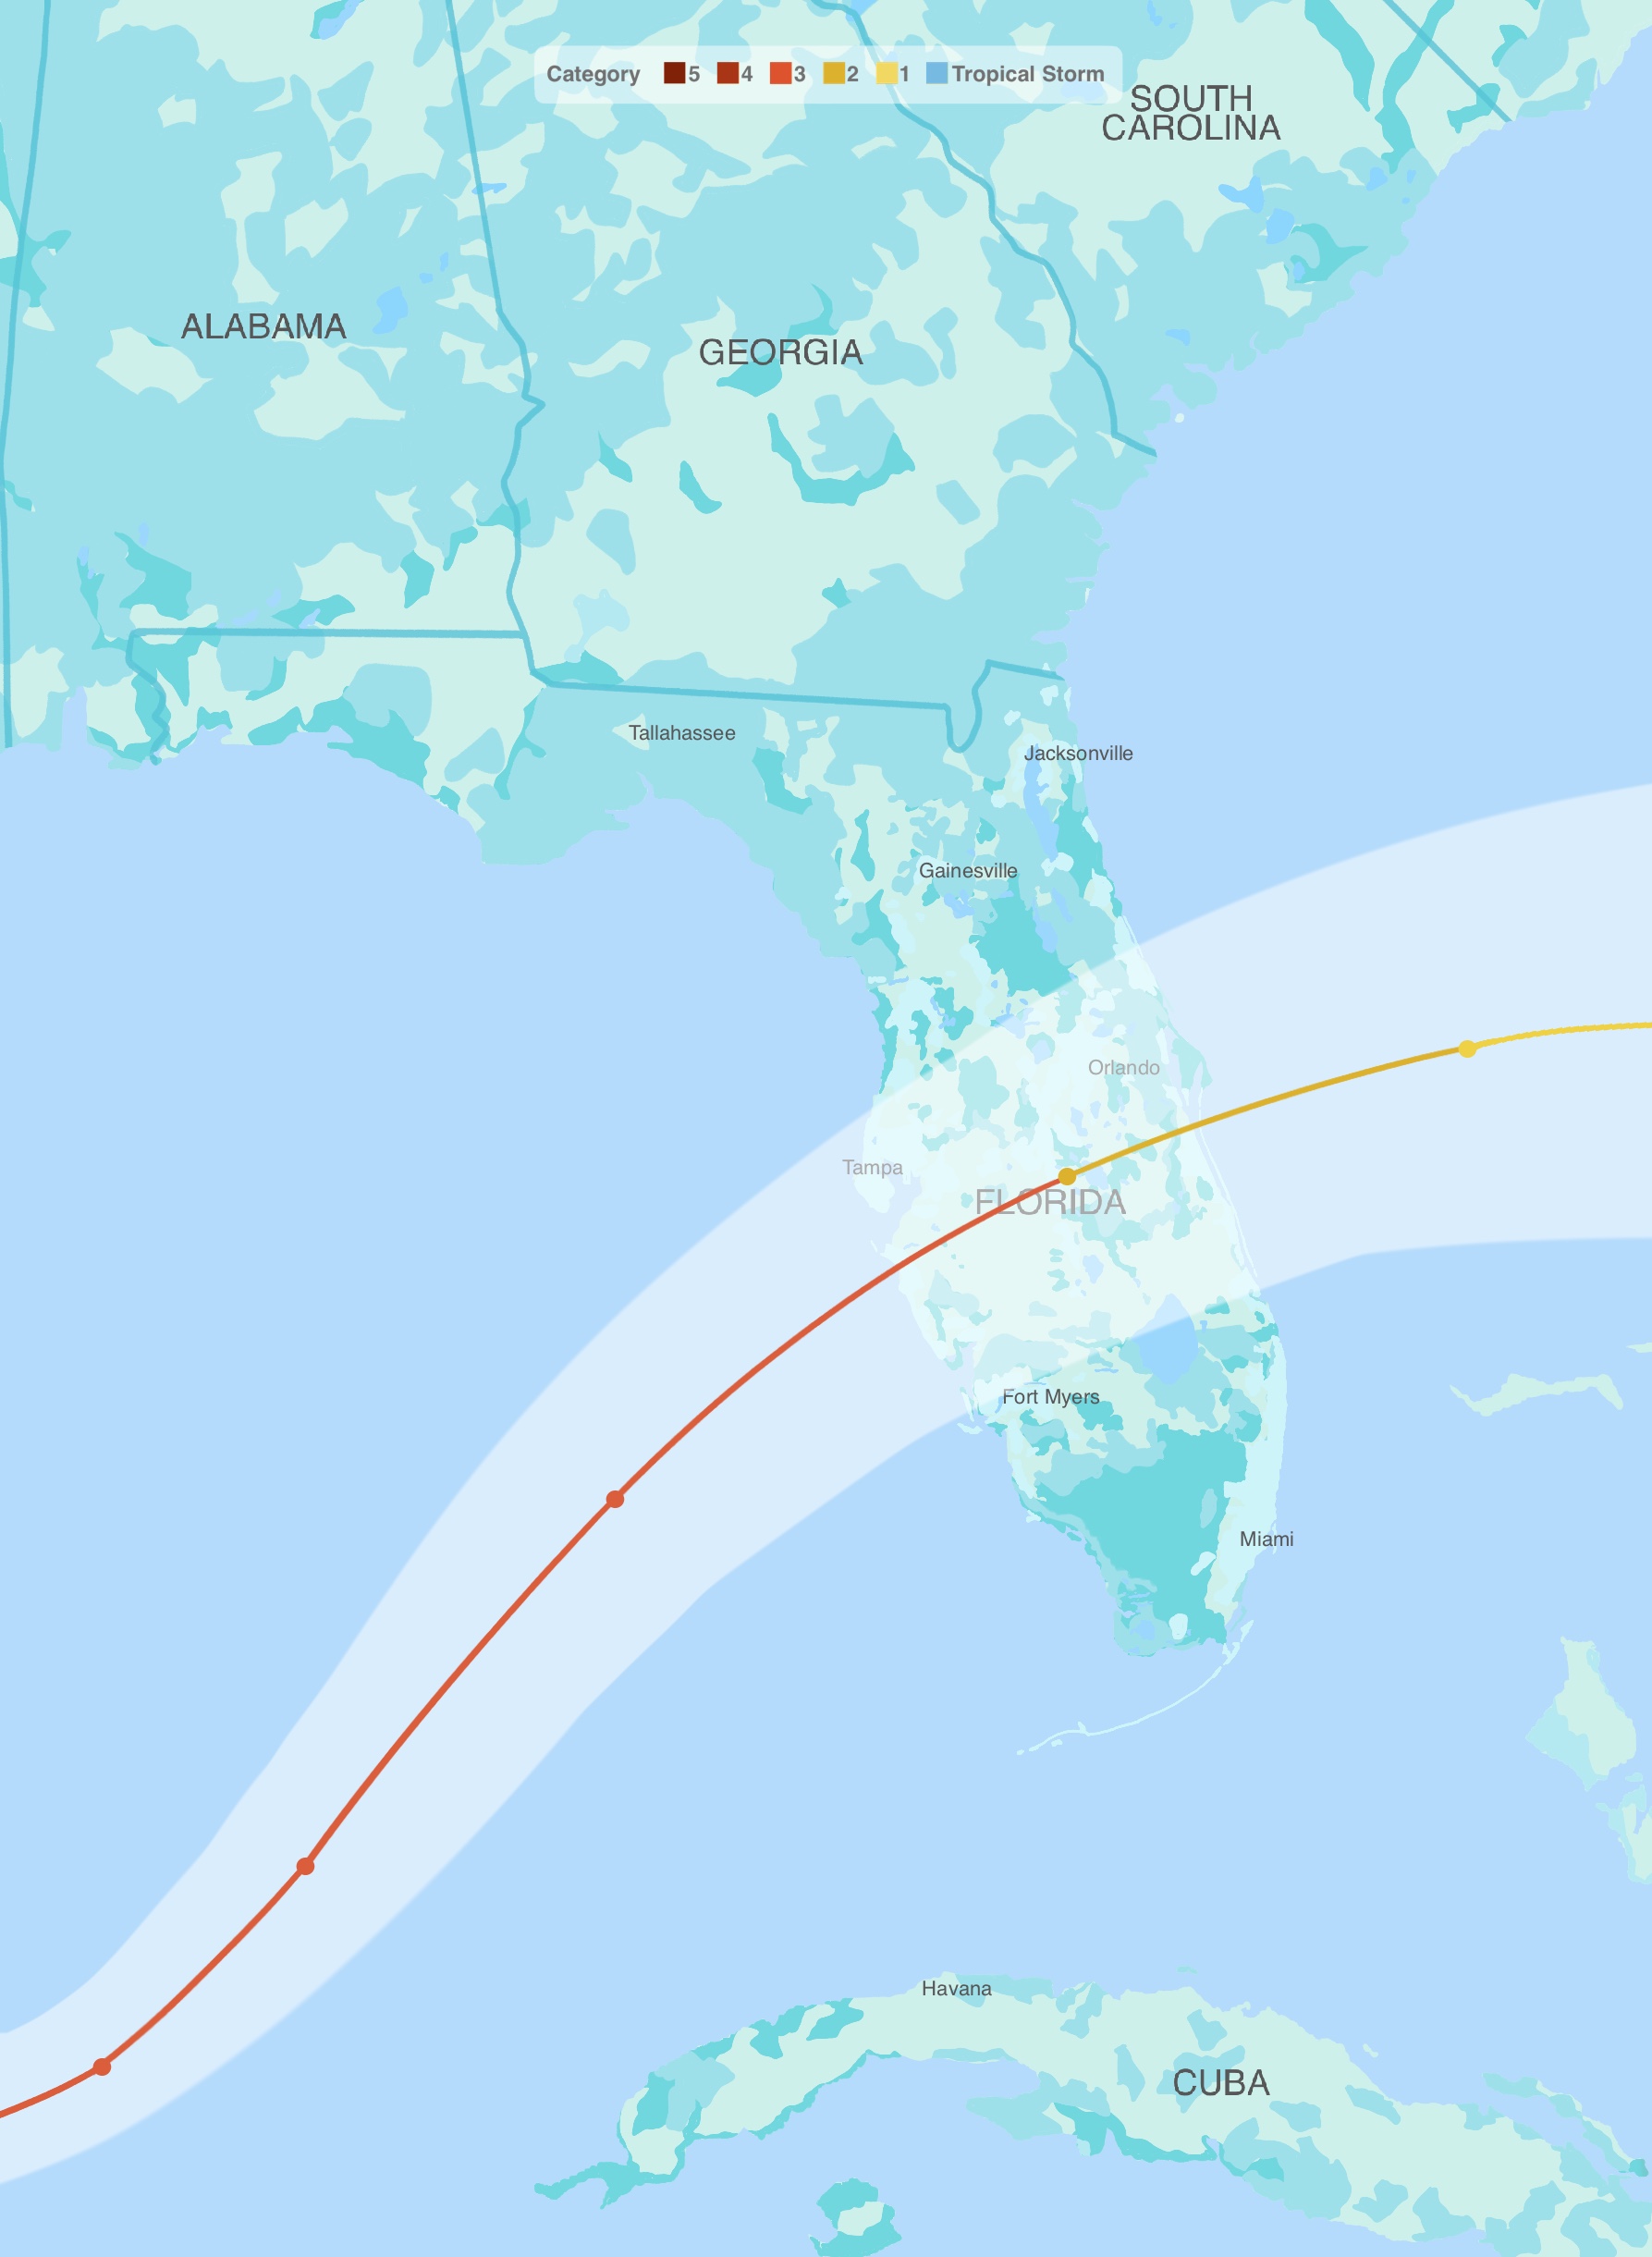 Category 5 4 3 2 1 Tropical Storm
SOUTH
CAROLINA
ALABAMA
GEORGIA
Tallahassee
Jacksonville
Gainesville
Orlando
Tampa
FLORIDA
Fort Myers
Miami
Havana
CUBA